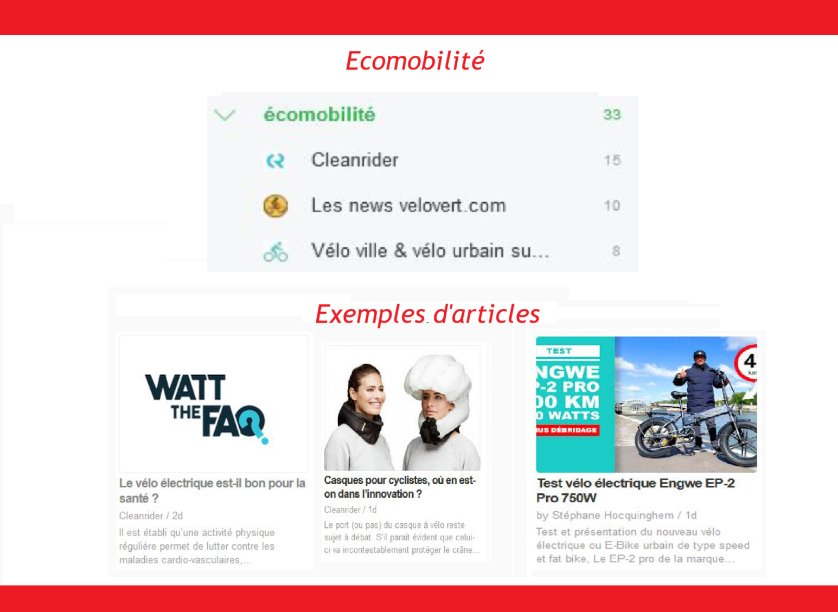 Ecomobilité
écomobilité 33
Cleanrider 15
Les news velovert.com 10
Vélo ville & vélo urbain su... 8
Exemples d'articles
WATT
THE FAQ
Le vélo électrique est-il bon pour la
santé ?
Cleanrider / 2d
Il est établi qu'une activité physique
régulière permet de lutter contre les
maladies cardio-vasculaires,...
Casques pour cyclistes, où en est-
on dans l'innovation ?
Cleanrider / 1d
Le port (ou pas) du casque à vélo reste
sujet à débat. S'il parait évident que celui-
ci va incontestablement protéger le crâne...
TEST
NGWE
P-2 PRO
00 KM
0 WATTS
US DÉBRIDAGE
4
km
Test vélo électrique Engwe EP-2
Pro 750W
by Stéphane Hocquinghem / 1d
Test et présentation du nouveau vélo
électrique ou E-Bike urbain de type speed
et fat bike. Le EP-2 pro de la marque...